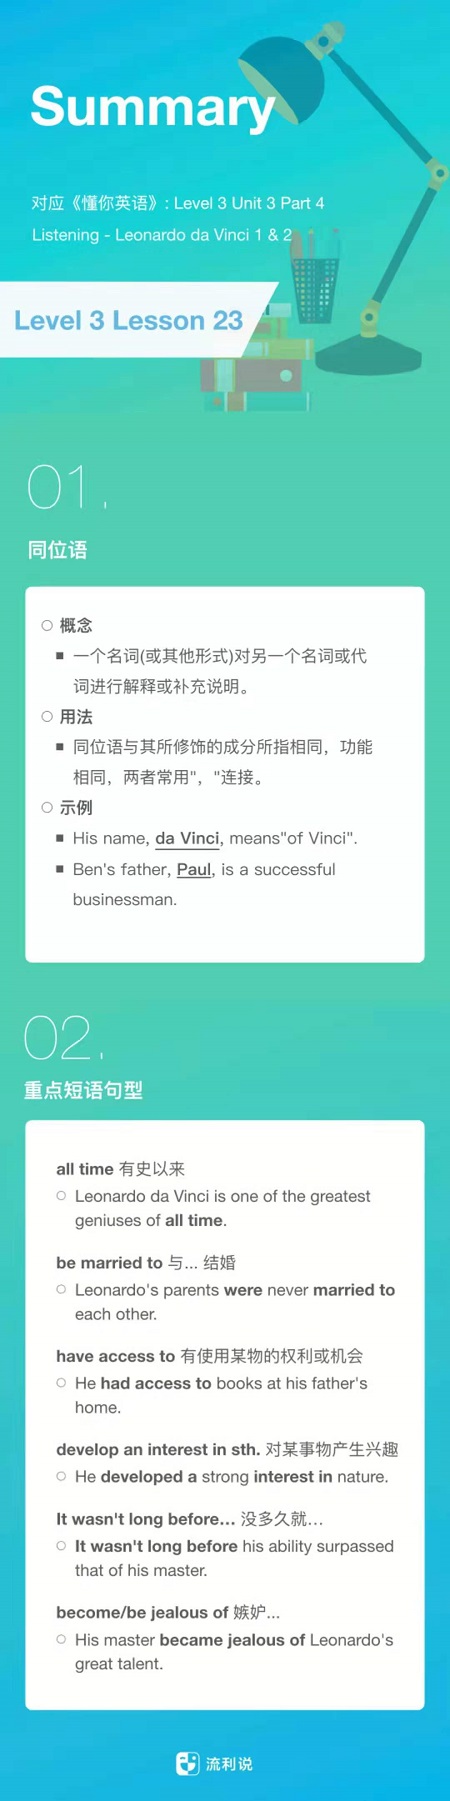 Summary
对应《懂你英语》: Level 3 Unit 3 Part 4
Listening - Leonardo da Vinci 1 & 2
Level 3 Lesson 23
01.
同位语
概念
一个名词(或其他形式)对另一个名词或代
词进行解释或补充说明。
用法
同位语与其所修饰的成分所指相同，功能
相同，两者常用"，"连接。
示例
His name, da Vinci, means"of Vinci".
Ben's father, Paul, is a successful
businessman.
02.
重点短语句型
all time 有史以来
Leonardo da Vinci is one of the greatest
geniuses of all time.
be married to 与... 结婚
Leonardo's parents were never married to
each other.
have access to 有使用某物的权利或机会
He had access to books at his father's
home.
develop an interest in sth. 对某事物产生兴趣
He developed a strong interest in nature.
It wasn't long before... 没多久就...
It wasn't long before his ability surpassed
that of his master.
become/be jealous of 嫉妒...
His master became jealous of Leonardo's
great talent.
流利说